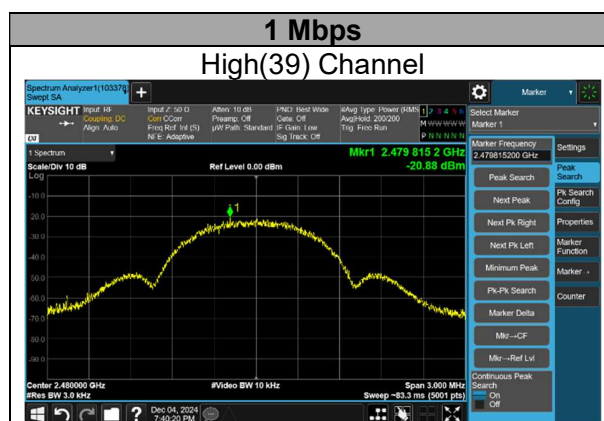 1 Mbps
High(39) Channel
Spectrum Analyzer1(103378)
Swept SA
Marker
KEYSIGHT
Input: RF
Coupling: DC
Align: Auto
Input Z: 50 Ω
Corr CCorr
Freq Ref: Int (S)
NFE: Adaptive
Atten: 10 dB
Preamp: Off
µW Path: Standard
PNO: Best Wide
Gate: Off
IF Gain: Low
Sig Track: Off
#Avg Type: Power (RMS
Avg|Hold: 200/200
Trig: Free Run
1 2 3 4 5 6
M W W W W W
P N N N N N
Select Marker
Marker 1
1 Spectrum
Scale/Div 10 dB
Log
Ref Level 0.00 dBm
Mkr1 2.479 815 2 GHz
-20.88 dBm
-10.0
-20.0
-30.0
-40.0
-50.0
-60.0
-70.0
-80.0
-90.0
1
Center 2.480000 GHz
#Res BW 3.0 kHz
#Video BW 10 kHz
Span 3.000 MHz
Sweep ~83.3 ms (5001 pts)
Marker Frequency
2.479815200 GHz
Peak Search
Next Peak
Next Pk Right
Next Pk Left
Minimum Peak
Pk-Pk Search
Marker Delta
Mkr→CF
Mkr→Ref Lvl
Continuous Peak
Search
On
Off
Settings
Peak
Search
Pk Search
Config
Properties
Marker
Function
Marker→
Counter
Dec 04, 2024
7:40:20 PM